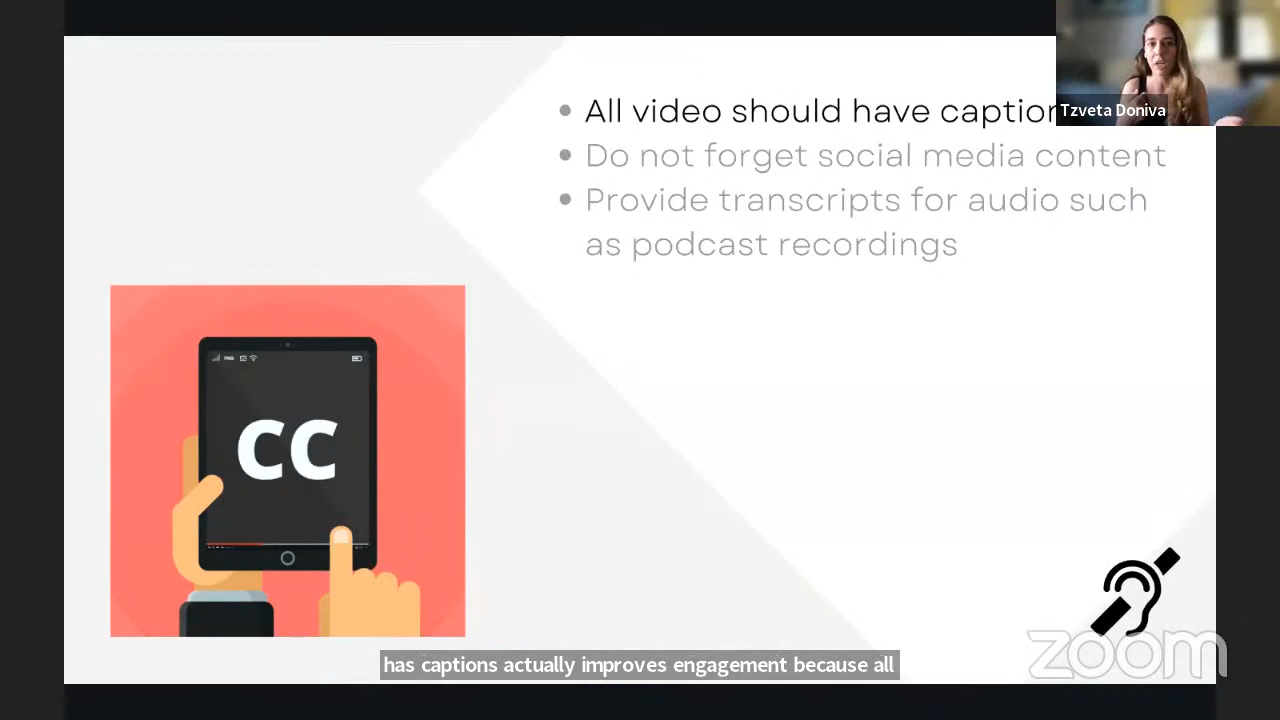 All video should have caption
Tzveta Doniva
Do not forget social media content
Provide transcripts for audio such
as podcast recordings
CC
has captions actually improves engagement because all
zoom